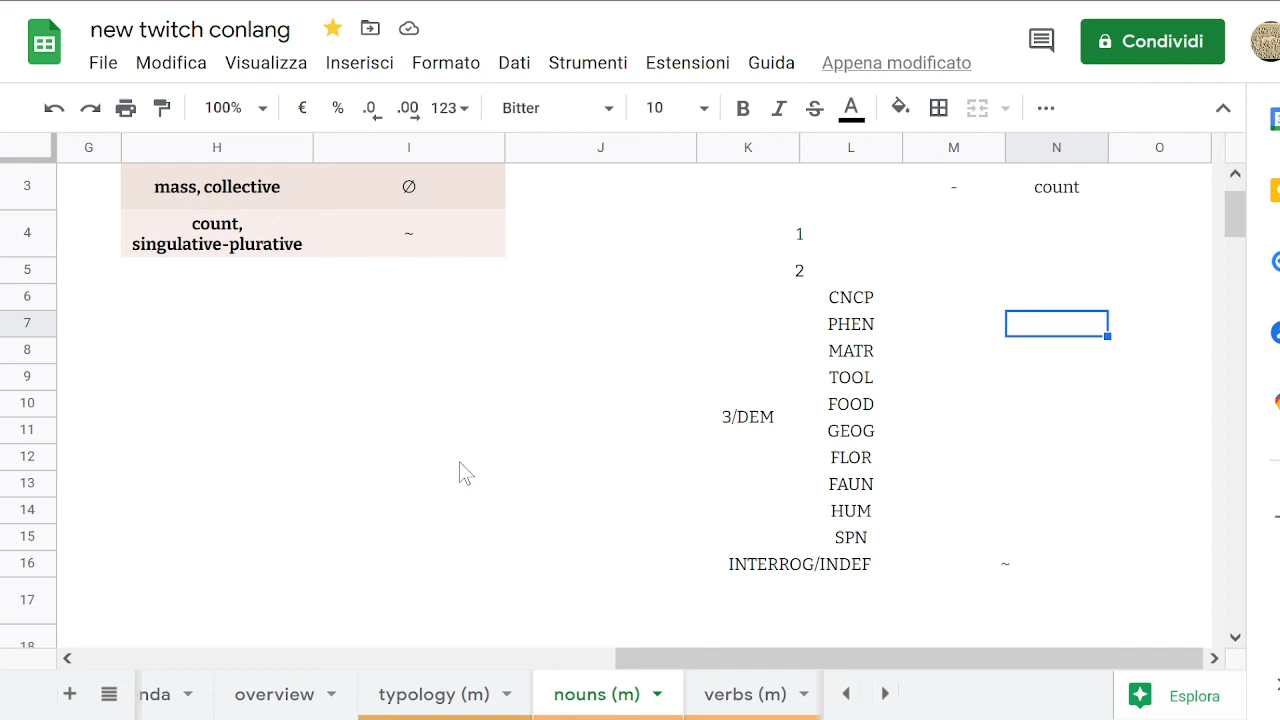 new twitch conlang
File Modifica Visualizza Inserisci Formato Dati Strumenti Estensioni Guida Appena modificato
Condividi
100% € % .0 .00 123 Bitter 10 B I S A
G H I J K L M N O
3 mass, collective ∅ - count
4 count, singulative-plurative ~ 1
5 2
6 CNCP
7 PHEN
8 MATR
9 TOOL
10 3/DEM FOOD
11 GEOG
12 FLOR
13 FAUN
14 HUM
15 SPN
16 INTERROG/INDEF ~
17
18
nda overview typology (m) nouns (m) verbs (m) Esplora